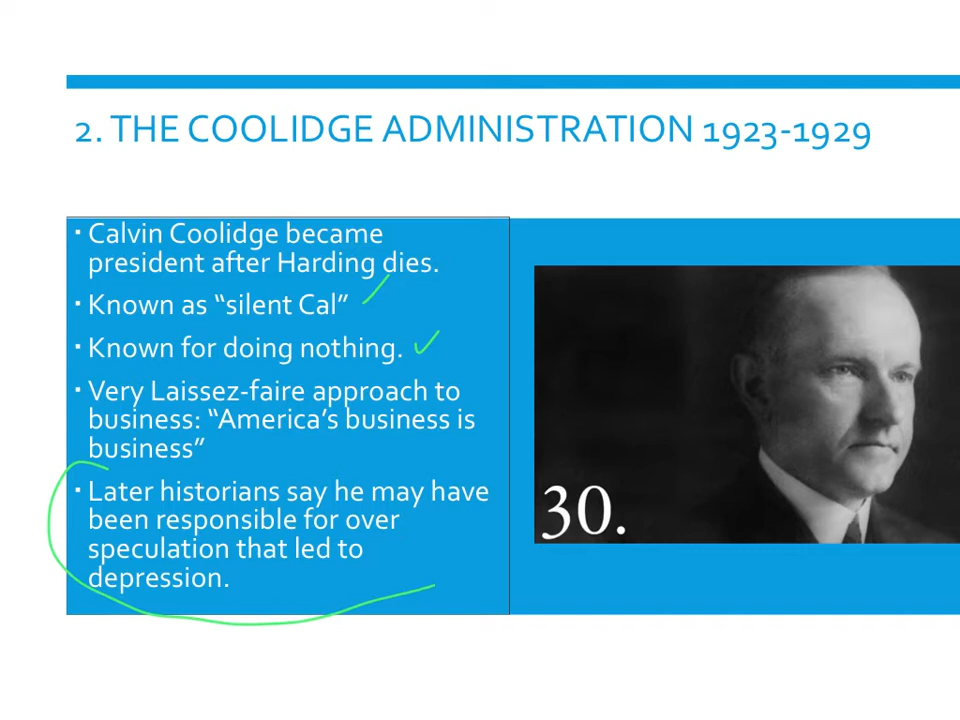 2. THE COOLIDGE ADMINISTRATION 1923-1929
▪ Calvin Coolidge became
president after Harding dies.
▪ Known as “silent Cal”
▪ Known for doing nothing.
▪ Very Laissez-faire approach to
business: “America’s business is
business”
▪ Later historians say he may have
been responsible for over
speculation that led to
depression.
30.